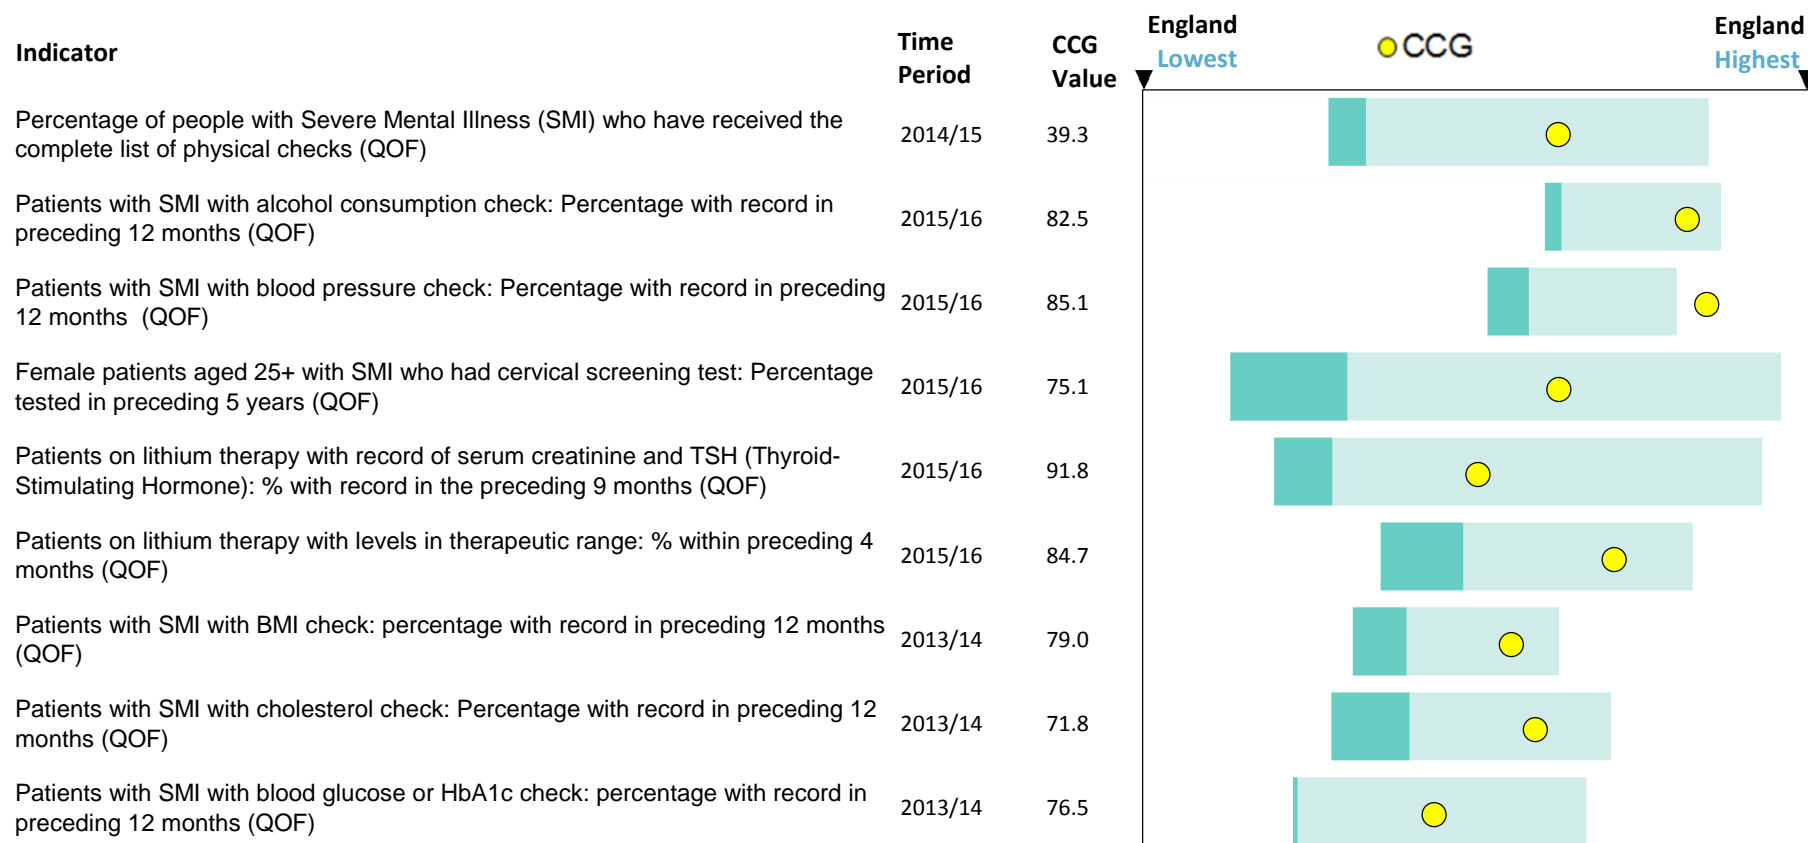 Indicator
Time
Period
CCG
Value
England
Lowest
CCG
England
Highest
Percentage of people with Severe Mental Illness (SMI) who have received the
complete list of physical checks (QOF)
2014/15
39.3
Patients with SMI with alcohol consumption check: Percentage with record in
preceding 12 months (QOF)
2015/16
82.5
Patients with SMI with blood pressure check: Percentage with record in preceding
12 months  (QOF)
2015/16
85.1
Female patients aged 25+ with SMI who had cervical screening test: Percentage
tested in preceding 5 years (QOF)
2015/16
75.1
Patients on lithium therapy with record of serum creatinine and TSH (Thyroid-
Stimulating Hormone): % with record in the preceding 9 months (QOF)
2015/16
91.8
Patients on lithium therapy with levels in therapeutic range: % within preceding 4
months (QOF)
2015/16
84.7
Patients with SMI with BMI check: percentage with record in preceding 12 months
(QOF)
2013/14
79.0
Patients with SMI with cholesterol check: Percentage with record in preceding 12
months (QOF)
2013/14
71.8
Patients with SMI with blood glucose or HbA1c check: percentage with record in
preceding 12 months (QOF)
2013/14
76.5